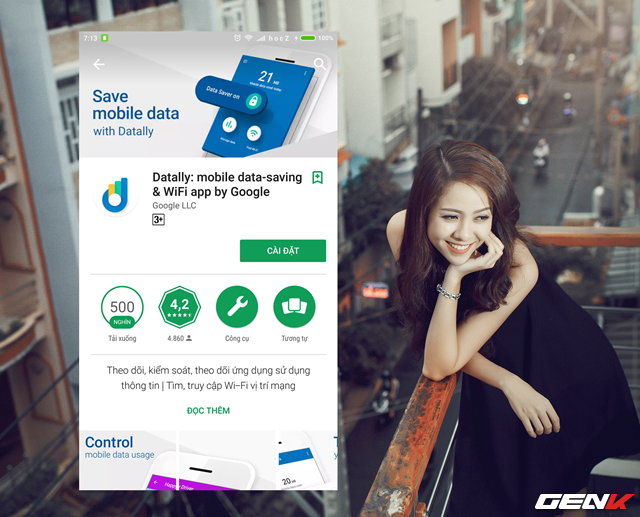 7:13
h o c Z
100%
Save
mobile data
with Datally
21 MB
Data Saver on
Datally: mobile data-saving
& WiFi app by Google
Google LLC
3+
CÀI ĐẶT
500
NGHÌN
4,2
Tải xuống
4.860
Công cụ
Tương tự
Theo dõi, kiểm soát, theo dõi ứng dụng sử dụng
thông tin | Tìm, truy cập Wi-Fi vị trí mạng
ĐỌC THÊM
Control
mobile data usage
20 MB
GENK